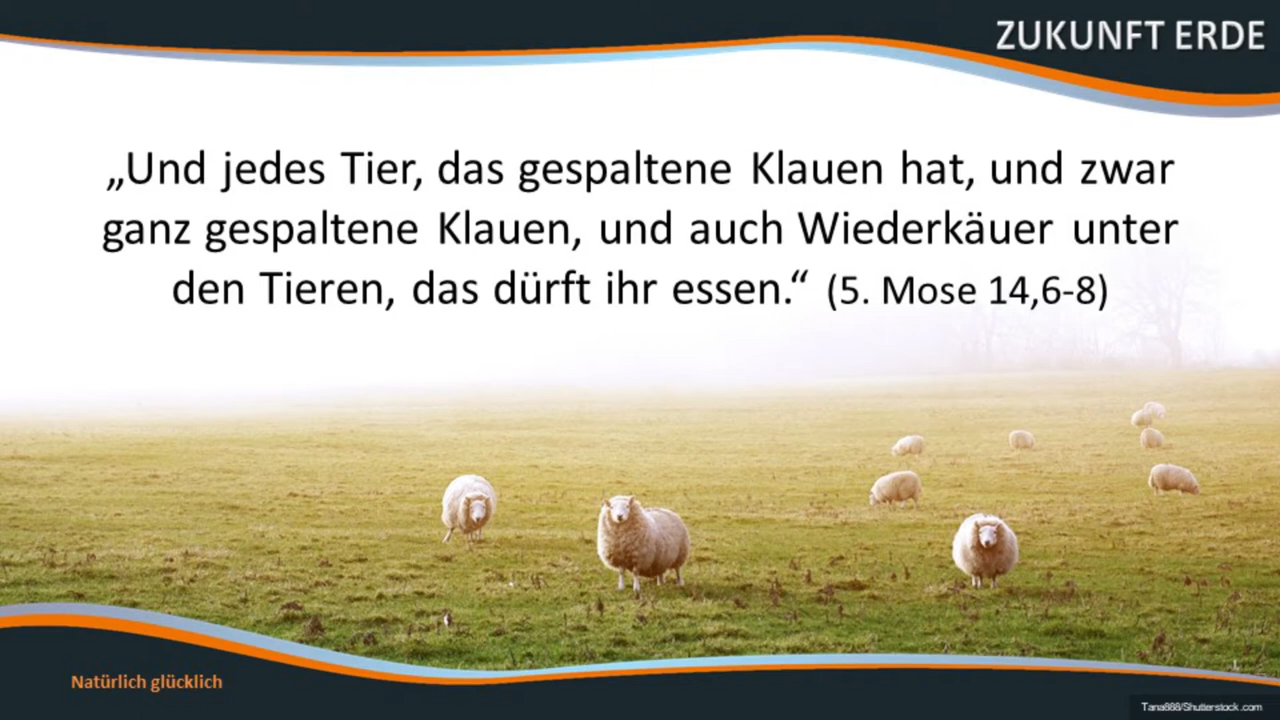 ZUKUNFT ERDE
„Und jedes Tier, das gespaltene Klauen hat, und zwar
ganz gespaltene Klauen, und auch Wiederkäuer unter
den Tieren, das dürft ihr essen.“ (5. Mose 14,6-8)
Natürlich glücklich
Tana888/Shutterstock.com